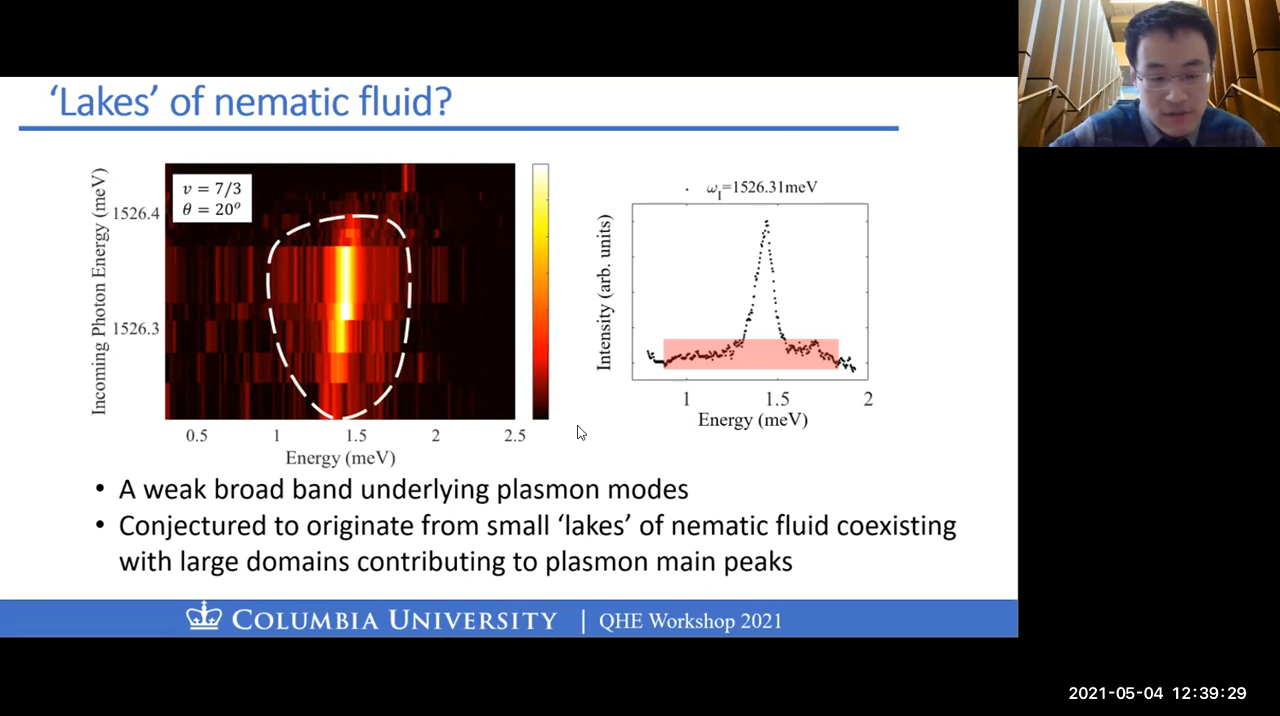 ‘Lakes’ of nematic fluid?
ν = 7/3
θ = 20°
Incoming Photon Energy (meV)
1526.4
1526.3
0.5 1 1.5 2 2.5
Energy (meV)
ω_I=1526.31meV
Intensity (arb. units)
1 1.5 2
Energy (meV)
• A weak broad band underlying plasmon modes
• Conjectured to originate from small ‘lakes’ of nematic fluid coexisting
with large domains contributing to plasmon main peaks
COLUMBIA UNIVERSITY | QHE Workshop 2021
2021-05-04 12:39:29